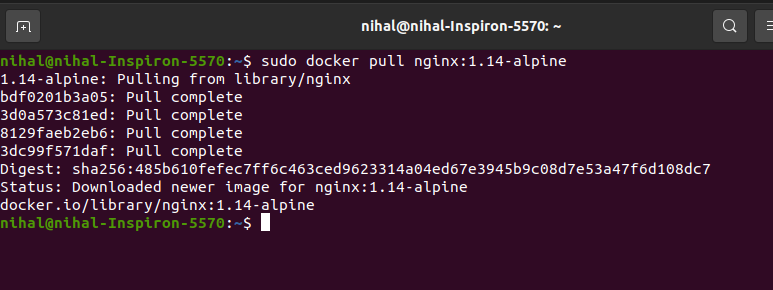 nihal@nihal-Inspiron-5570: ~
nihal@nihal-Inspiron-5570:~$ sudo docker pull nginx:1.14-alpine
1.14-alpine: Pulling from library/nginx
bdf0201b3a05: Pull complete
3d0a573c81ed: Pull complete
8129faeb2eb6: Pull complete
3dc99f571daf: Pull complete
Digest: sha256:485b610fefec7ff6c463ced9623314a04ed67e3945b9c08d7e53a47f6d108dc7
Status: Downloaded newer image for nginx:1.14-alpine
docker.io/library/nginx:1.14-alpine
nihal@nihal-Inspiron-5570:~$